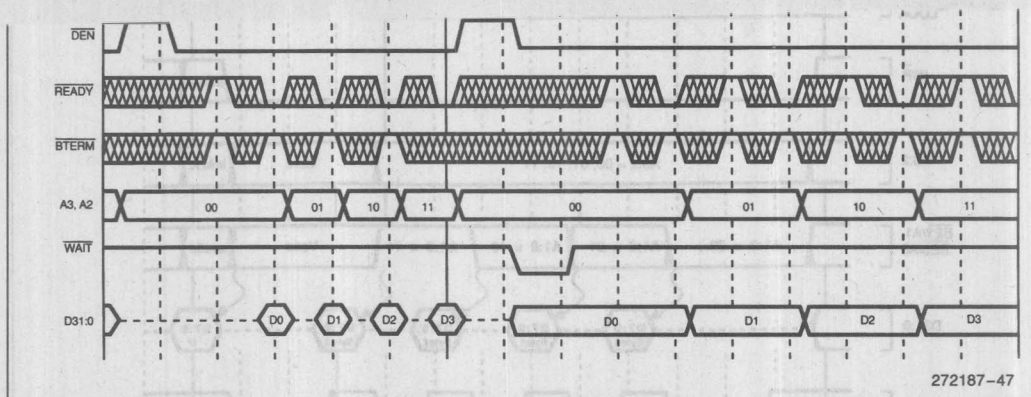 DEN
READY
BTERM
A3, A2 00 01 10 11 00 01 10 11
WAIT
D31:0 D0 D1 D2 D3 D0 D1 D2 D3
272187-47